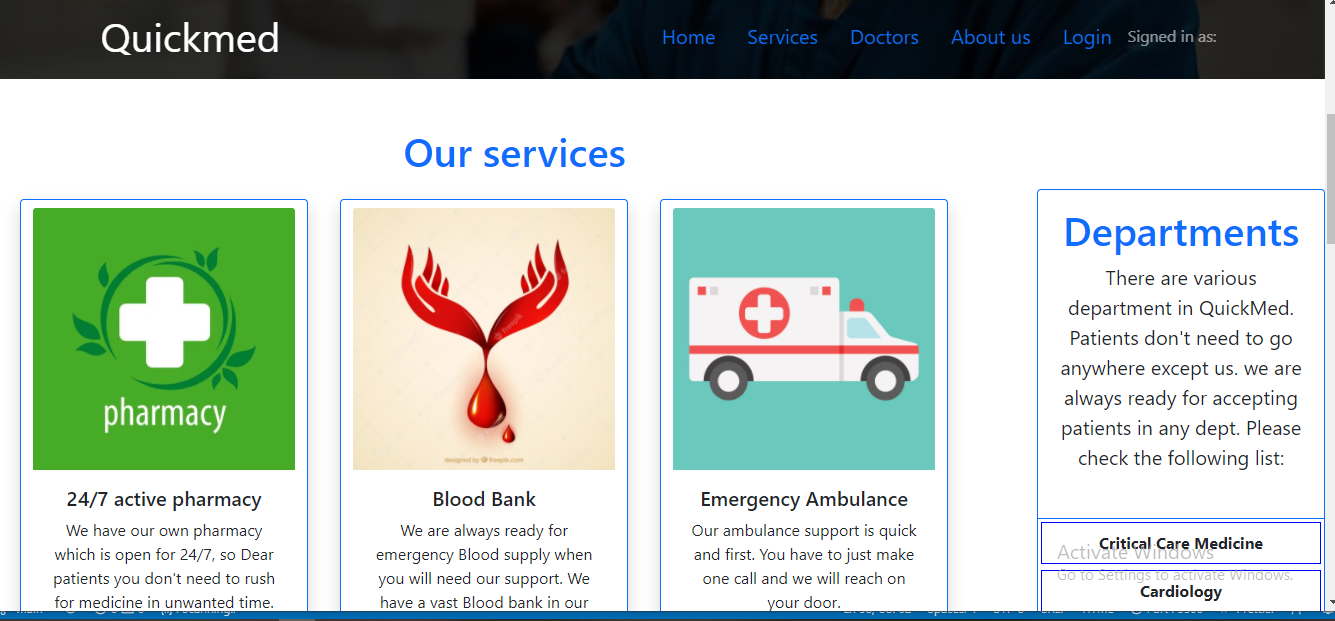 Quickmed
Home Services Doctors About us Login Signed in as:
Our services
pharmacy
24/7 active pharmacy
We have our own pharmacy
which is open for 24/7, so Dear
patients you don't need to rush
for medicine in unwanted time.
designed by freepik.com
Blood Bank
We are always ready for
emergency Blood supply when
you will need our support. We
have a vast Blood bank in our
Emergency Ambulance
Our ambulance support is quick
and first. You have to just make
one call and we will reach on
your door.
Departments
There are various
department in QuickMed.
Patients don't need to go
anywhere except us. we are
always ready for accepting
patients in any dept. Please
check the following list:
Critical Care Medicine
Cardiology
Activate Windows
Go to Settings to activate Windows.